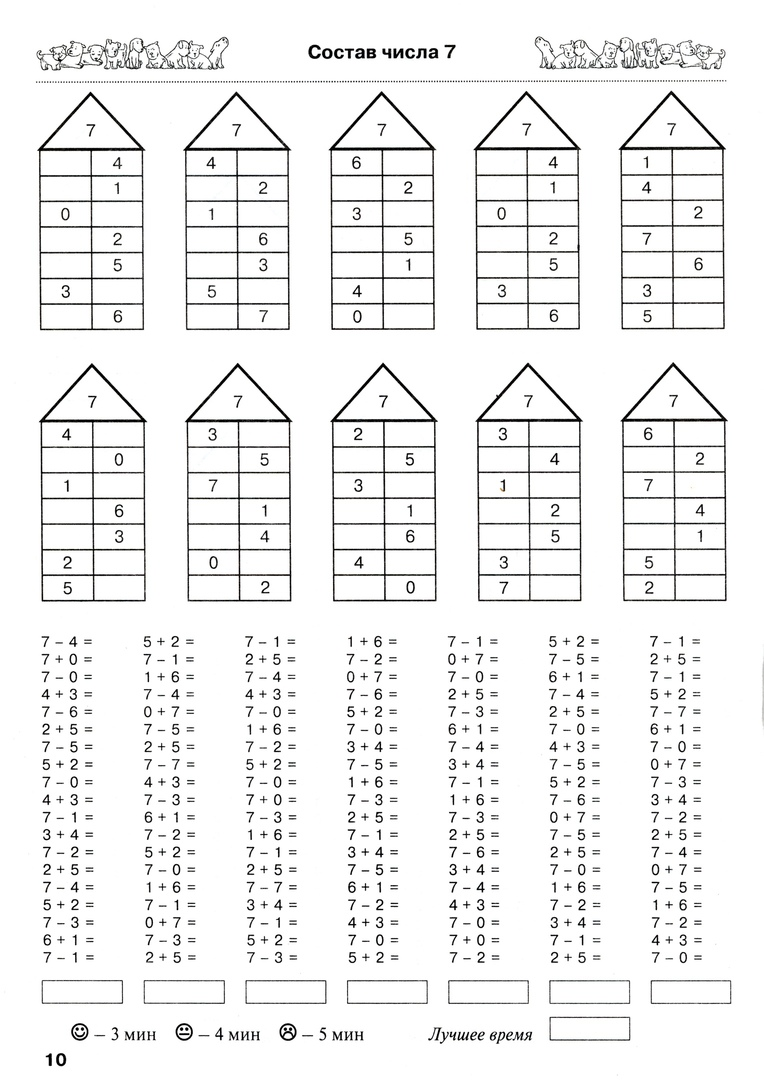 Состав числа 7
7 7 7 7 7
4 4 6 4 1
1 2 2 1 4
0 1 3 0 2
2 6 5 2 7
5 3 1 5 6
3 5 4 3 3
6 7 0 6 5
7 7 7 7 7
4 3 2 3 6
0 5 5 4 2
1 7 3 1 7
6 1 1 2 4
3 4 6 5 1
2 0 4 3 5
5 2 0 7 2
7 – 4 = 5 + 2 = 7 – 1 = 1 + 6 = 7 – 1 = 5 + 2 = 7 – 1 =
7 + 0 = 7 – 1 = 2 + 5 = 7 – 2 = 0 + 7 = 7 – 5 = 2 + 5 =
7 – 0 = 1 + 6 = 7 – 4 = 0 + 7 = 7 – 0 = 6 + 1 = 7 – 1 =
4 + 3 = 7 – 4 = 4 + 3 = 7 – 6 = 2 + 5 = 7 – 4 = 5 + 2 =
7 – 6 = 0 + 7 = 7 – 0 = 5 + 2 = 7 – 3 = 2 + 5 = 7 – 7 =
2 + 5 = 7 – 5 = 1 + 6 = 7 – 0 = 6 + 1 = 7 – 0 = 6 + 1 =
7 – 5 = 2 + 5 = 7 – 2 = 3 + 4 = 7 – 4 = 4 + 3 = 7 – 0 =
5 + 2 = 7 – 7 = 5 + 2 = 7 – 5 = 3 + 4 = 7 – 5 = 0 + 7 =
7 – 0 = 4 + 3 = 7 – 0 = 1 + 6 = 7 – 1 = 5 + 2 = 7 – 3 =
4 + 3 = 7 – 3 = 7 + 0 = 7 – 3 = 1 + 6 = 7 – 6 = 3 + 4 =
7 – 1 = 6 + 1 = 7 – 3 = 2 + 5 = 7 – 3 = 0 + 7 = 7 – 2 =
3 + 4 = 7 – 2 = 1 + 6 = 7 – 1 = 2 + 5 = 7 – 5 = 2 + 5 =
7 – 2 = 5 + 2 = 7 – 1 = 3 + 4 = 7 – 6 = 2 + 5 = 7 – 4 =
2 + 5 = 7 – 0 = 2 + 5 = 7 – 5 = 3 + 4 = 7 – 0 = 0 + 7 =
7 – 4 = 1 + 6 = 7 – 7 = 6 + 1 = 7 – 4 = 1 + 6 = 7 – 5 =
5 + 2 = 7 – 1 = 3 + 4 = 7 – 2 = 4 + 3 = 7 – 2 = 1 + 6 =
7 – 3 = 0 + 7 = 7 – 1 = 4 + 3 = 7 – 0 = 3 + 4 = 7 – 2 =
6 + 1 = 7 – 3 = 5 + 2 = 7 – 0 = 7 + 0 = 7 – 1 = 4 + 3 =
7 – 1 = 2 + 5 = 7 – 3 = 5 + 2 = 7 – 2 = 2 + 5 = 7 – 0 =
– 3 мин – 4 мин – 5 мин Лучшее время
10